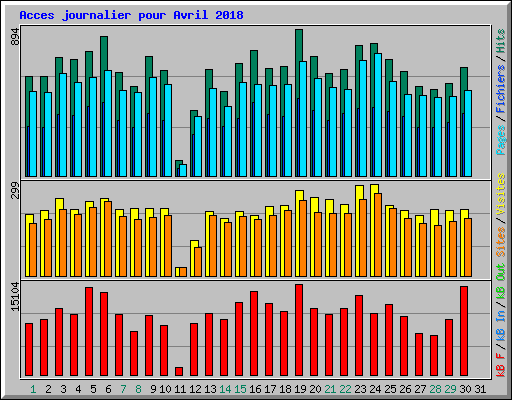 Acces journalier pour Avril 2018
894
Pages / Fichiers / Hits
299
Sites / Visites
15104
kB F / kB In / kB Out
1 2 3 4 5 6 7 8 9 10 11 12 13 14 15 16 17 18 19 20 21 22 23 24 25 26 27 28 29 30 31